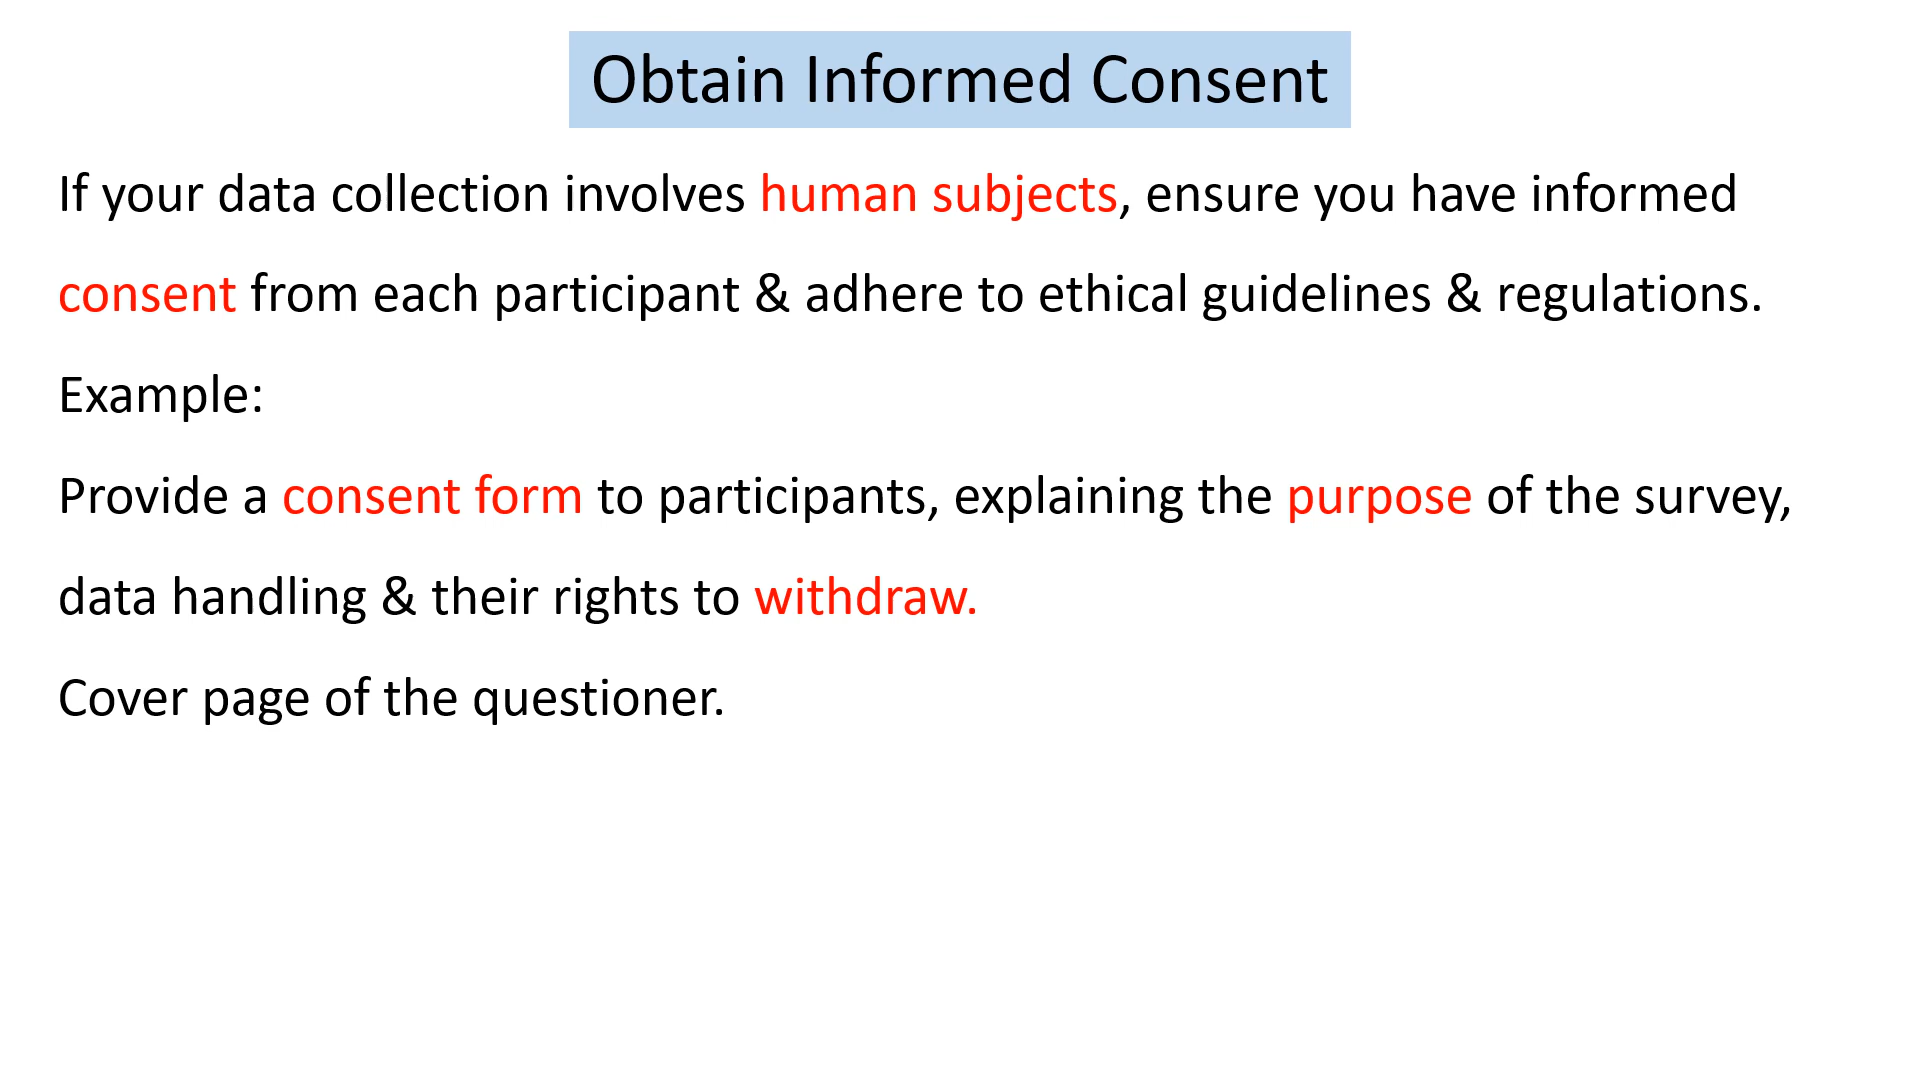 Obtain Informed Consent
If your data collection involves human subjects, ensure you have informed
consent from each participant & adhere to ethical guidelines & regulations.
Example:
Provide a consent form to participants, explaining the purpose of the survey,
data handling & their rights to withdraw.
Cover page of the questioner.